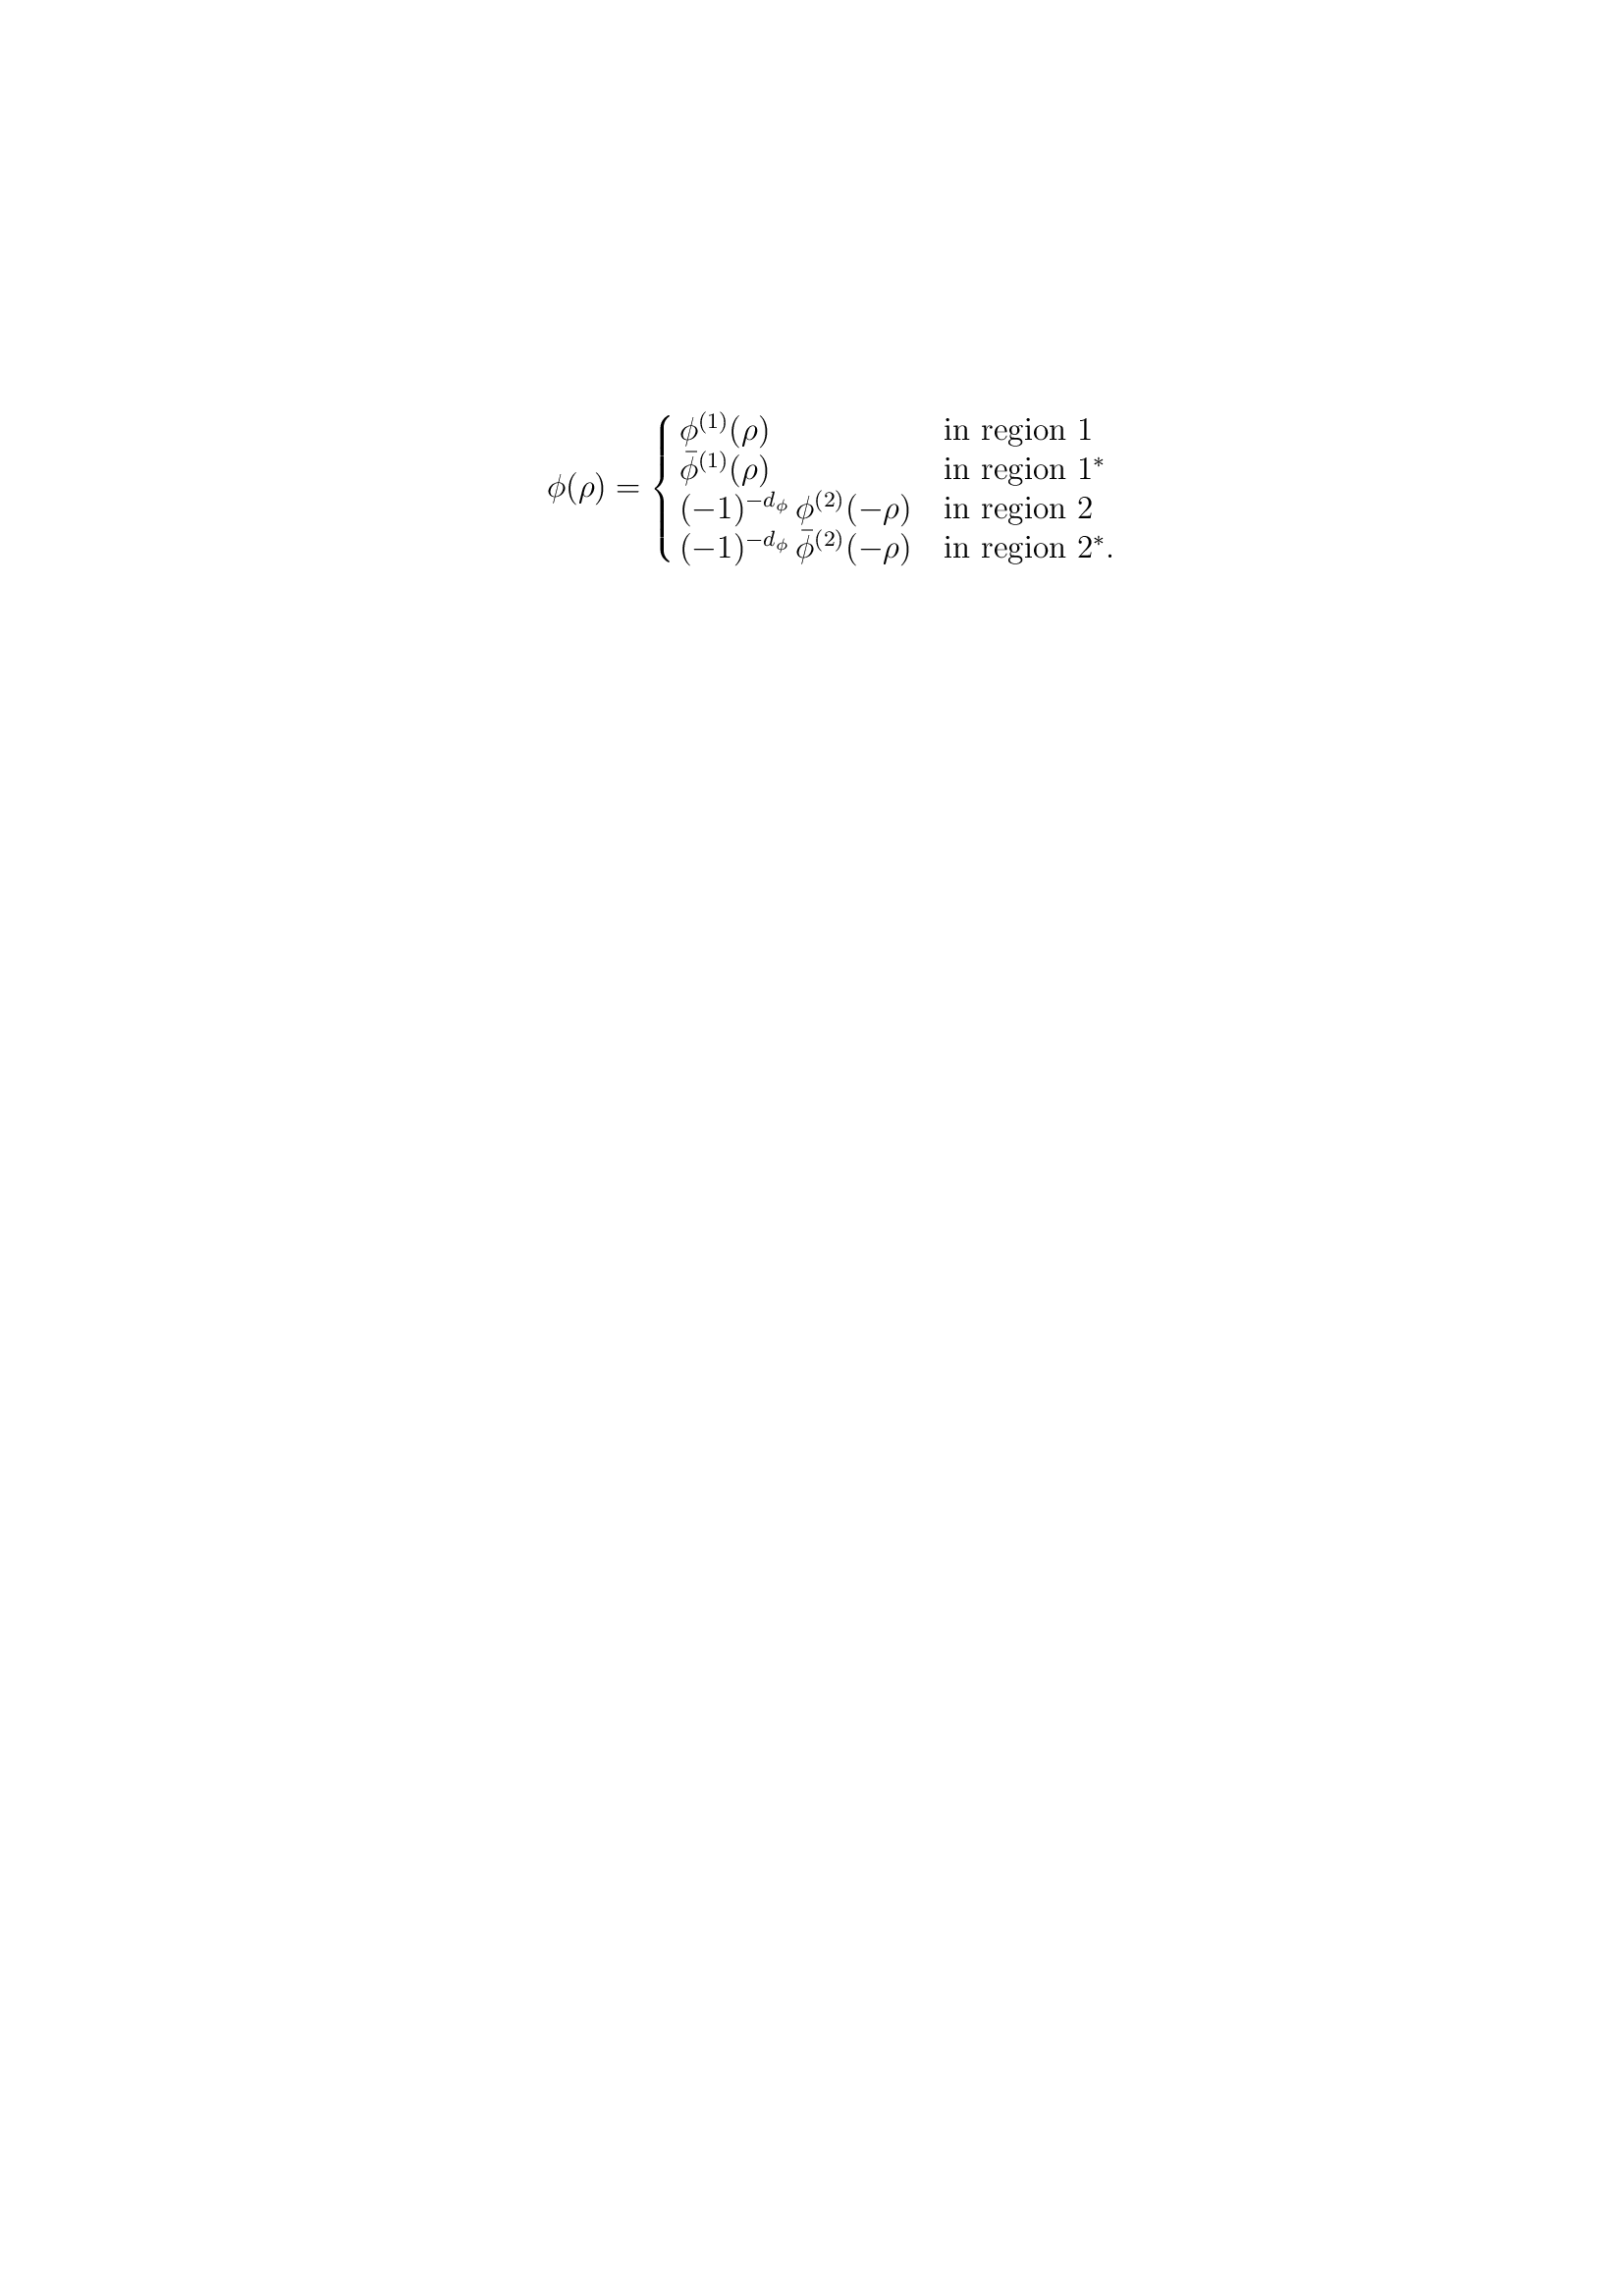 \phi(\rho) = \begin{cases} \phi^{(1)}(\rho) & \text{in region } 1 \\
\bar{\phi}^{(1)}(\rho) & \text{in region } 1^* \\
(-1)^{-d_\phi} \, \phi^{(2)}(-\rho) & \text{in region } 2 \\
(-1)^{-d_\phi} \, \bar{\phi}^{(2)}(-\rho) & \text{in region } 2^*. \end{cases}